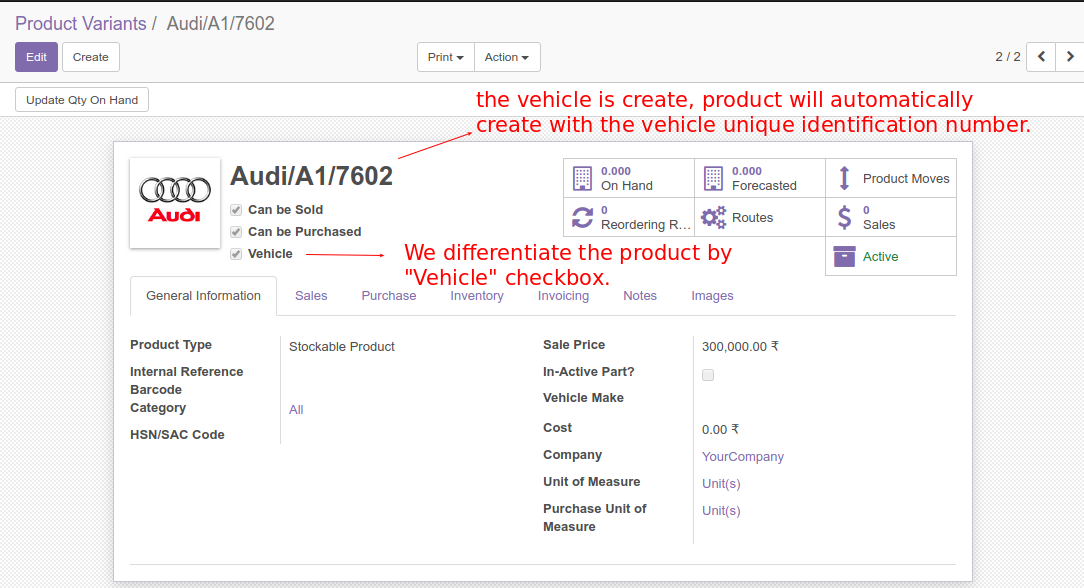 Product Variants / Audi/A1/7602
Edit Create Print Action 2 / 2
Update Qty On Hand
the vehicle is create, product will automatically
create with the vehicle unique identification number.
Audi
Audi/A1/7602
Can be Sold
Can be Purchased
Vehicle
We differentiate the product by
"Vehicle" checkbox.
0.000
On Hand
0.000
Forecasted
Product Moves
0
Reordering R...
Routes
0
Sales
Active
General Information Sales Purchase Inventory Invoicing Notes Images
Product Type Stockable Product
Internal Reference
Barcode
Category All
HSN/SAC Code
Sale Price 300,000.00 ₹
In-Active Part?
Vehicle Make
Cost 0.00 ₹
Company YourCompany
Unit of Measure Unit(s)
Purchase Unit of Unit(s)
Measure